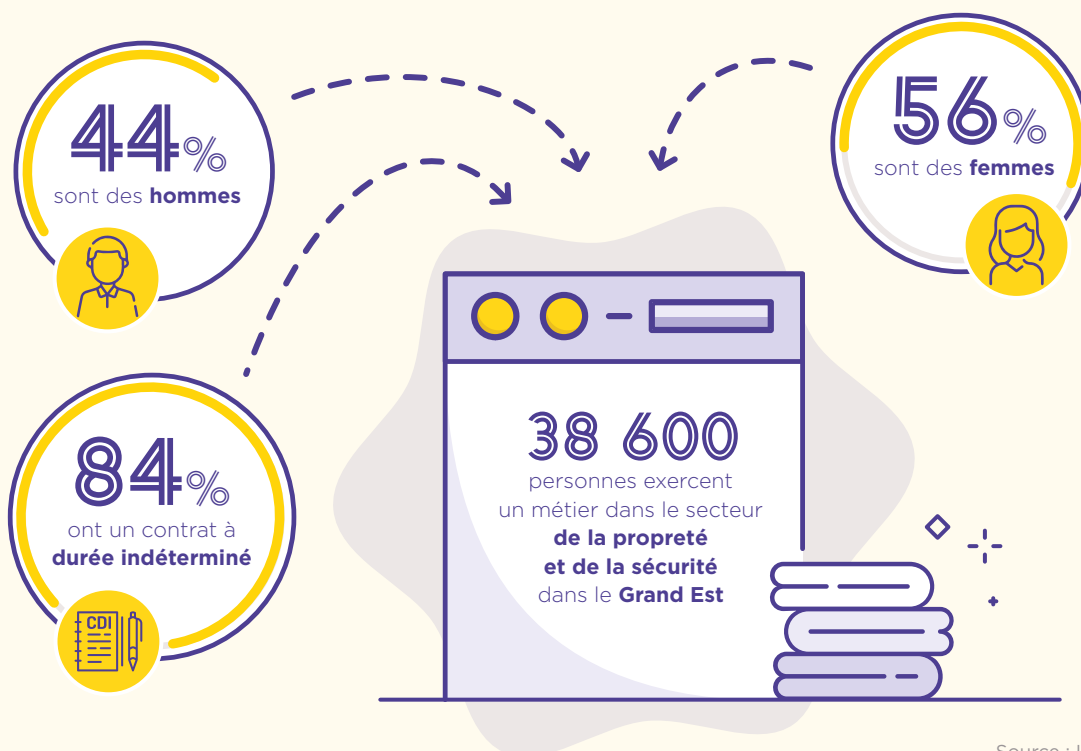 44%
sont des hommes
56%
sont des femmes
84%
ont un contrat à
durée indéterminé
CDI
38 600
personnes exercent
un métier dans le secteur
de la propreté
et de la sécurité
dans le Grand Est
Source :